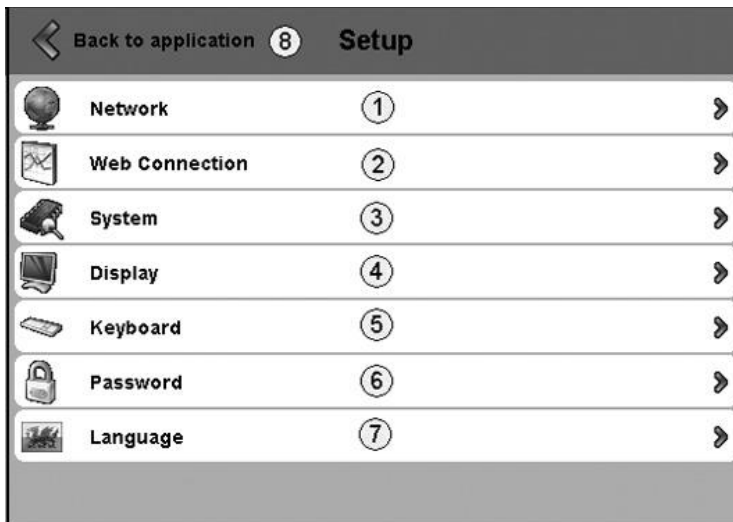 Back to application 8 Setup
Network 1
Web Connection 2
System 3
Display 4
Keyboard 5
Password 6
Language 7